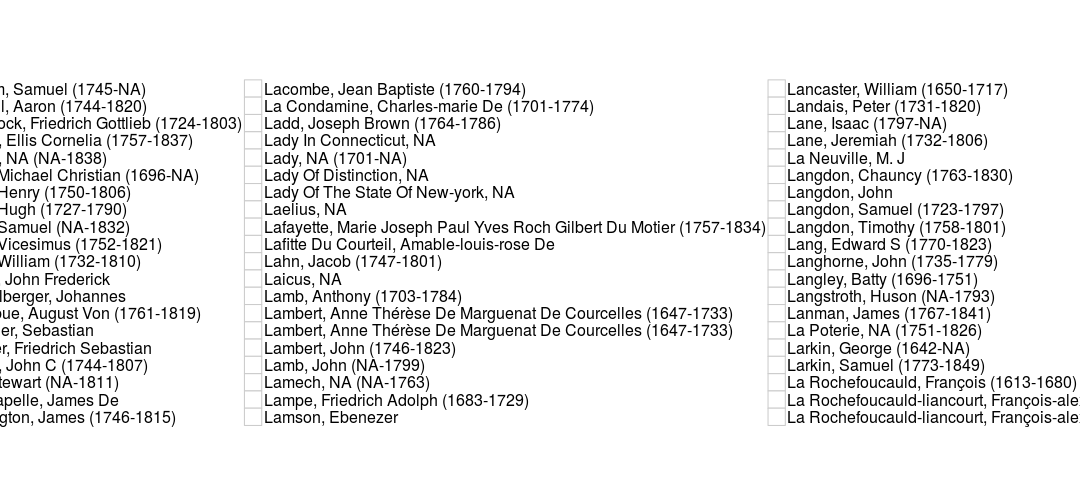 , Samuel (1745-NA)
l, Aaron (1744-1820)
ock, Friedrich Gottlieb (1724-1803)
, Ellis Cornelia (1757-1837)
, NA (NA-1838)
Michael Christian (1696-NA)
Henry (1750-1806)
Hugh (1727-1790)
Samuel (NA-1832)
Vicesimus (1752-1821)
William (1732-1810)
, John Frederick
lberger, Johannes
bue, August Von (1761-1819)
er, Sebastian
er, Friedrich Sebastian
, John C (1744-1807)
tewart (NA-1811)
apelle, James De
gton, James (1746-1815)
Lacombe, Jean Baptiste (1760-1794)
La Condamine, Charles-marie De (1701-1774)
Ladd, Joseph Brown (1764-1786)
Lady In Connecticut, NA
Lady, NA (1701-NA)
Lady Of Distinction, NA
Lady Of The State Of New-york, NA
Laelius, NA
Lafayette, Marie Joseph Paul Yves Roch Gilbert Du Motier (1757-1834)
Lafitte Du Courteil, Amable-louis-rose De
Lahn, Jacob (1747-1801)
Laicus, NA
Lamb, Anthony (1703-1784)
Lambert, Anne Thérèse De Marguenat De Courcelles (1647-1733)
Lambert, Anne Thérèse De Marguenat De Courcelles (1647-1733)
Lambert, John (1746-1823)
Lamb, John (NA-1799)
Lamech, NA (NA-1763)
Lampe, Friedrich Adolph (1683-1729)
Lamson, Ebenezer
Lancaster, William (1650-1717)
Landais, Peter (1731-1820)
Lane, Isaac (1797-NA)
Lane, Jeremiah (1732-1806)
La Neuville, M. J
Langdon, Chauncy (1763-1830)
Langdon, John
Langdon, Samuel (1723-1797)
Langdon, Timothy (1758-1801)
Lang, Edward S (1770-1823)
Langhorne, John (1735-1779)
Langley, Batty (1696-1751)
Langstroth, Huson (NA-1793)
Lanman, James (1767-1841)
La Poterie, NA (1751-1826)
Larkin, George (1642-NA)
Larkin, Samuel (1773-1849)
La Rochefoucauld, François (1613-1680)
La Rochefoucauld-liancourt, François-ale
La Rochefoucauld-liancourt, François-ale